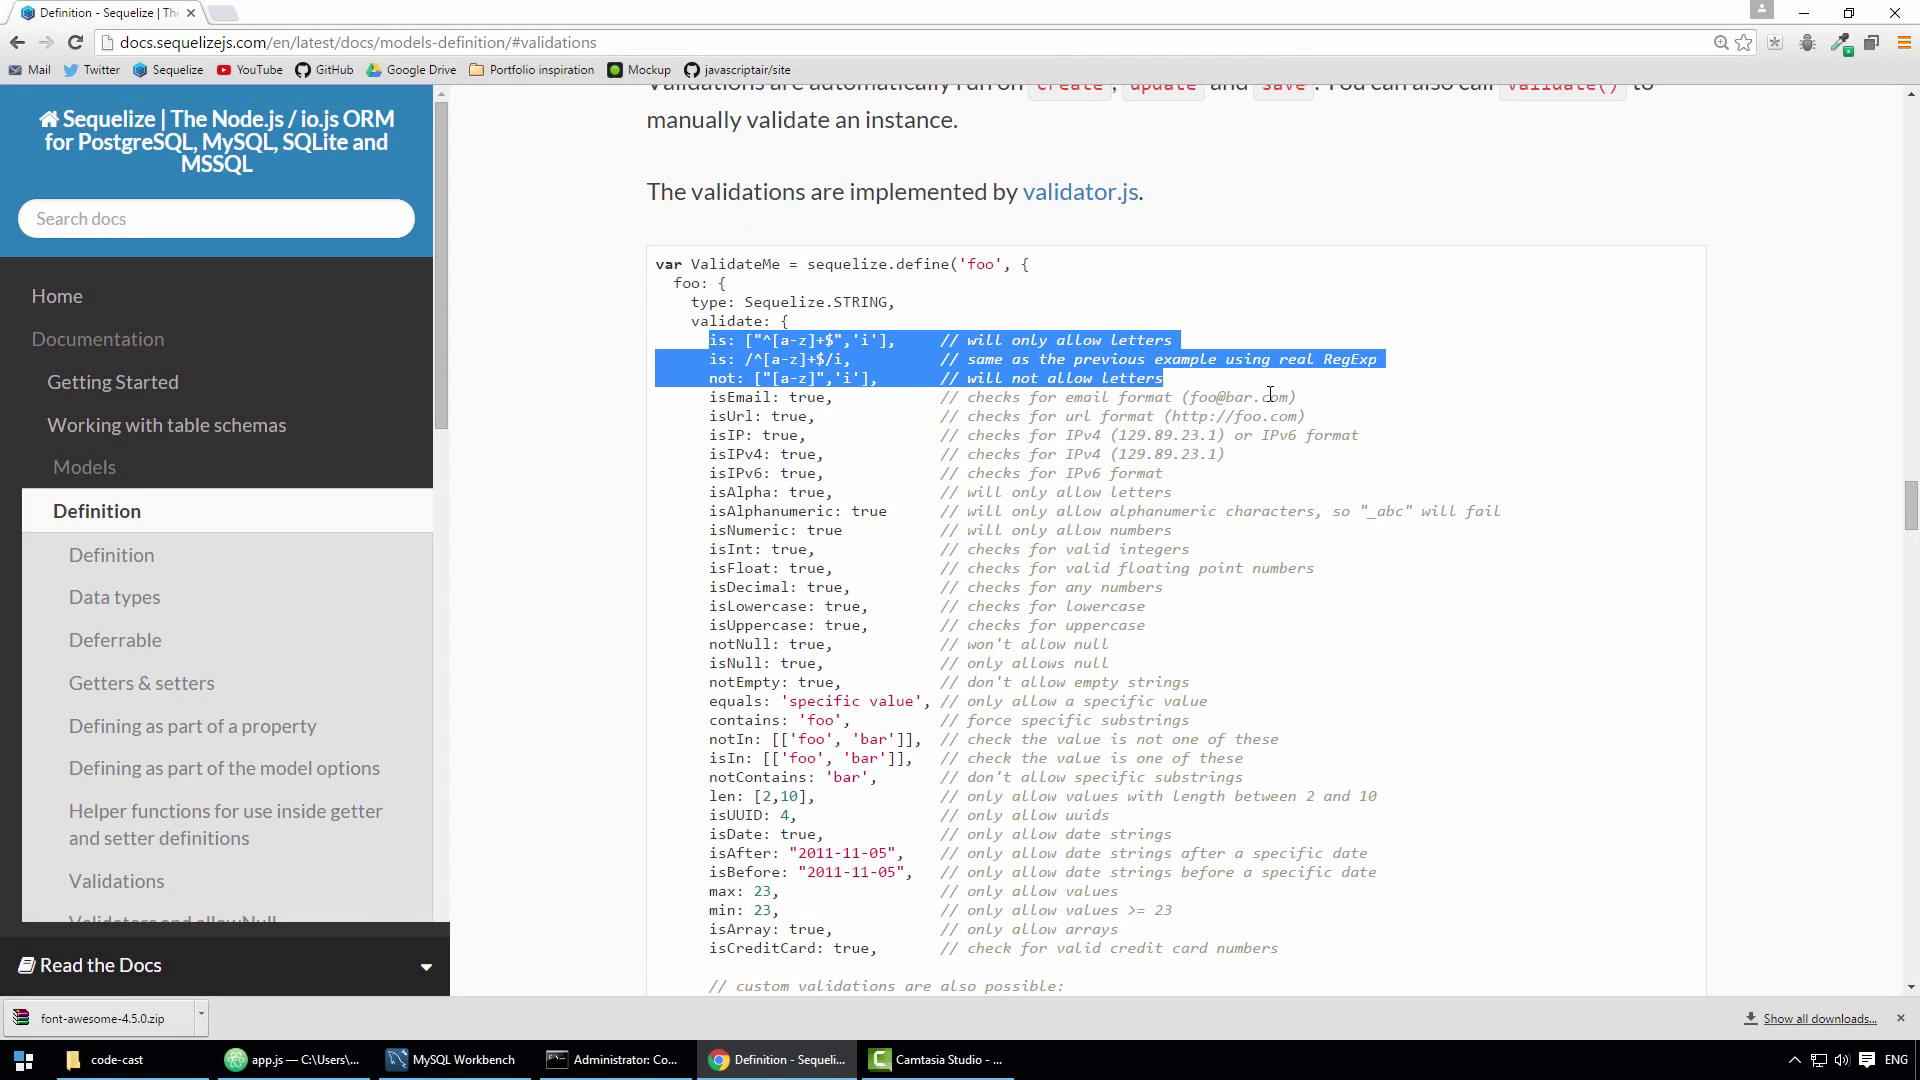 Definition - Sequelize | The
docs.sequelizejs.com/en/latest/docs/models-definition/#validations
Mail Twitter Sequelize YouTube GitHub Google Drive Portfolio inspiration Mockup javascriptair/site
Sequelize | The Node.js / io.js ORM
for PostgreSQL, MySQL, SQLite and
MSSQL
Search docs
Home
Documentation
Getting Started
Working with table schemas
Models
Definition
Definition
Data types
Deferrable
Getters & setters
Defining as part of a property
Defining as part of the model options
Helper functions for use inside getter
and setter definitions
Validations
Validators and allowNull
Read the Docs
Validations are automatically run on create, update and save. You can also call validate() to
manually validate an instance.
The validations are implemented by validator.js.
var ValidateMe = sequelize.define('foo', {
foo: {
type: Sequelize.STRING,
validate: {
is: ["^[a-z]+$",'i'], // will only allow letters
is: /^[a-z]+$/i, // same as the previous example using real RegExp
not: ["[a-z]",'i'], // will not allow letters
isEmail: true, // checks for email format (foo@bar.com)
isUrl: true, // checks for url format (http://foo.com)
isIP: true, // checks for IPv4 (129.89.23.1) or IPv6 format
isIPv4: true, // checks for IPv4 (129.89.23.1)
isIPv6: true, // checks for IPv6 format
isAlpha: true, // will only allow letters
isAlphanumeric: true // will only allow alphanumeric characters, so "_abc" will fail
isNumeric: true // will only allow numbers
isInt: true, // checks for valid integers
isFloat: true, // checks for valid floating point numbers
isDecimal: true, // checks for any numbers
isLowercase: true, // checks for lowercase
isUppercase: true, // checks for uppercase
notNull: true, // won't allow null
isNull: true, // only allows null
notEmpty: true, // don't allow empty strings
equals: 'specific value', // only allow a specific value
contains: 'foo', // force specific substrings
notIn: [['foo', 'bar']], // check the value is not one of these
isIn: [['foo', 'bar']], // check the value is one of these
notContains: 'bar', // don't allow specific substrings
len: [2,10], // only allow values with length between 2 and 10
isUUID: 4, // only allow uuids
isDate: true, // only allow date strings
isAfter: "2011-11-05", // only allow date strings after a specific date
isBefore: "2011-11-05", // only allow date strings before a specific date
max: 23, // only allow values
min: 23, // only allow values >= 23
isArray: true, // only allow arrays
isCreditCard: true, // check for valid credit card numbers
// custom validations are also possible:
font-awesome-4.5.0.zip
Show all downloads...
code-cast app.js — C:\Users\... MySQL Workbench Administrator: Co... Definition - Sequeli... Camtasia Studio - ... ENG